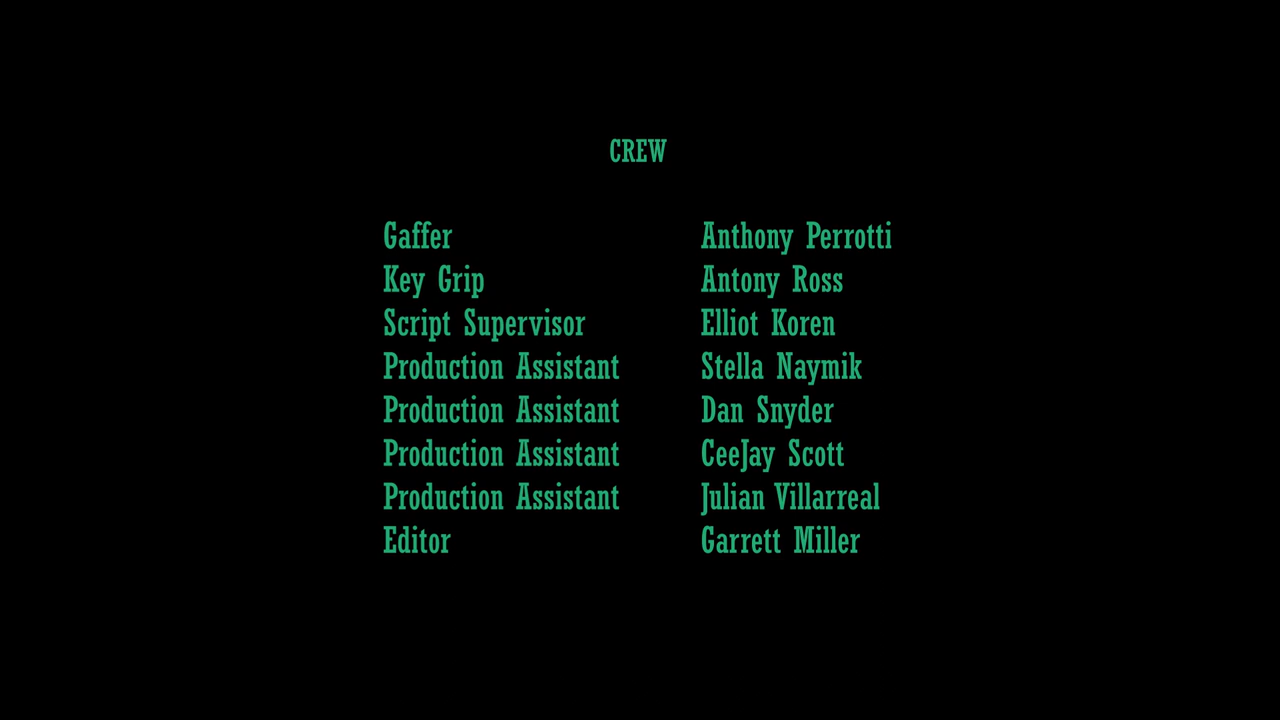 CREW
Gaffer Anthony Perrotti
Key Grip Antony Ross
Script Supervisor Elliot Koren
Production Assistant Stella Naymik
Production Assistant Dan Snyder
Production Assistant CeeJay Scott
Production Assistant Julian Villarreal
Editor Garrett Miller